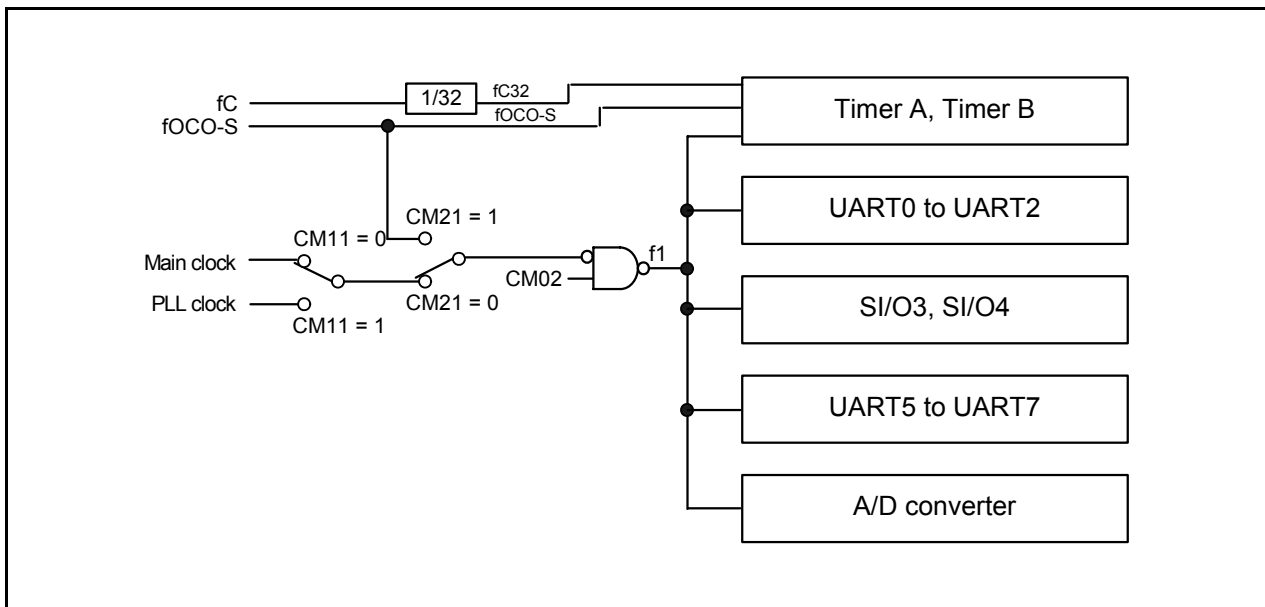 fC
1/32
fC32
Timer A, Timer B
fOCO-S
fOCO-S
UART0 to UART2
CM21 = 1
CM11 = 0
Main clock
f1
CM02
PLL clock
CM21 = 0
CM11 = 1
SI/O3, SI/O4
UART5 to UART7
A/D converter